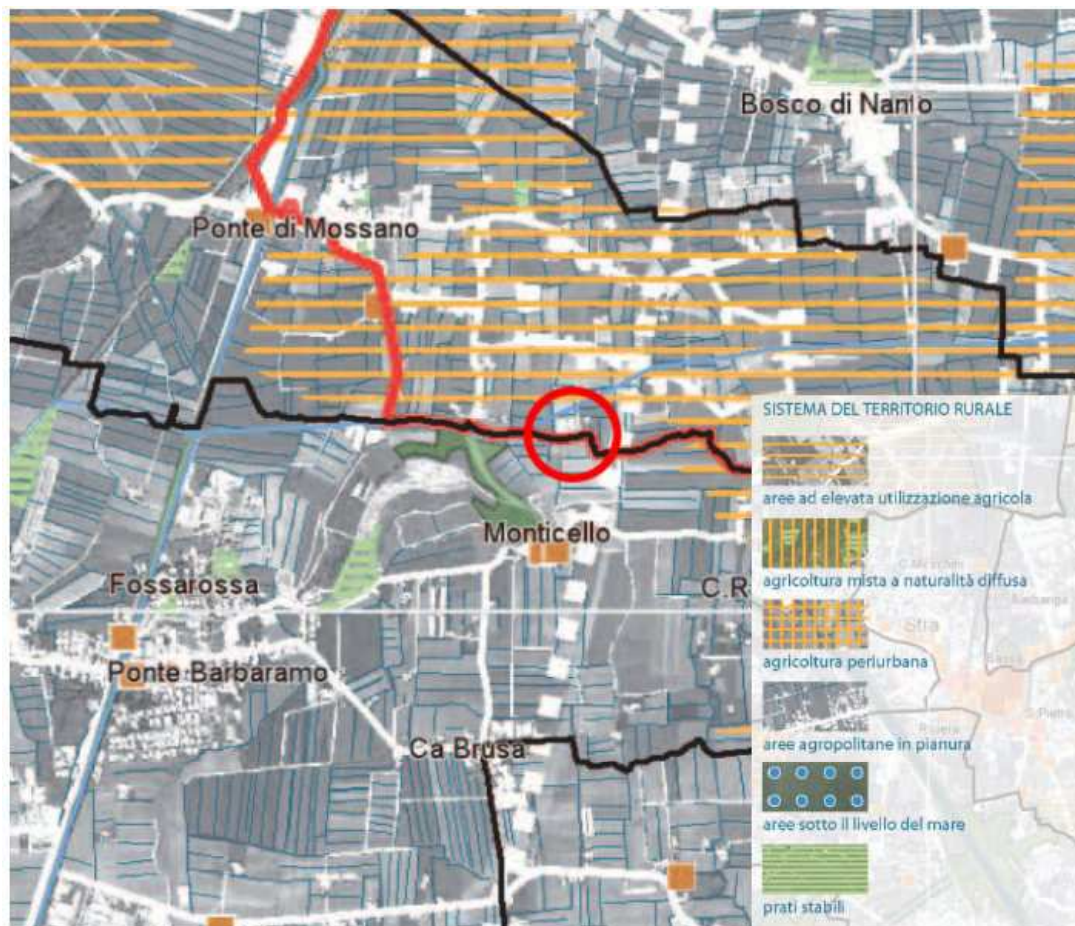 Bosco di Nanto
Ponte di Mossano
Monticello
Fossarossa
C.R
Ponte Barbaramo
Ca Brusa
SISTEMA DEL TERRITORIO RURALE
aree ad elevata utilizzazione agricola
agricoltura mista a naturalità diffusa
agricoltura periurbana
aree agropolitane in pianura
aree sotto il livello del mare
prati stabili